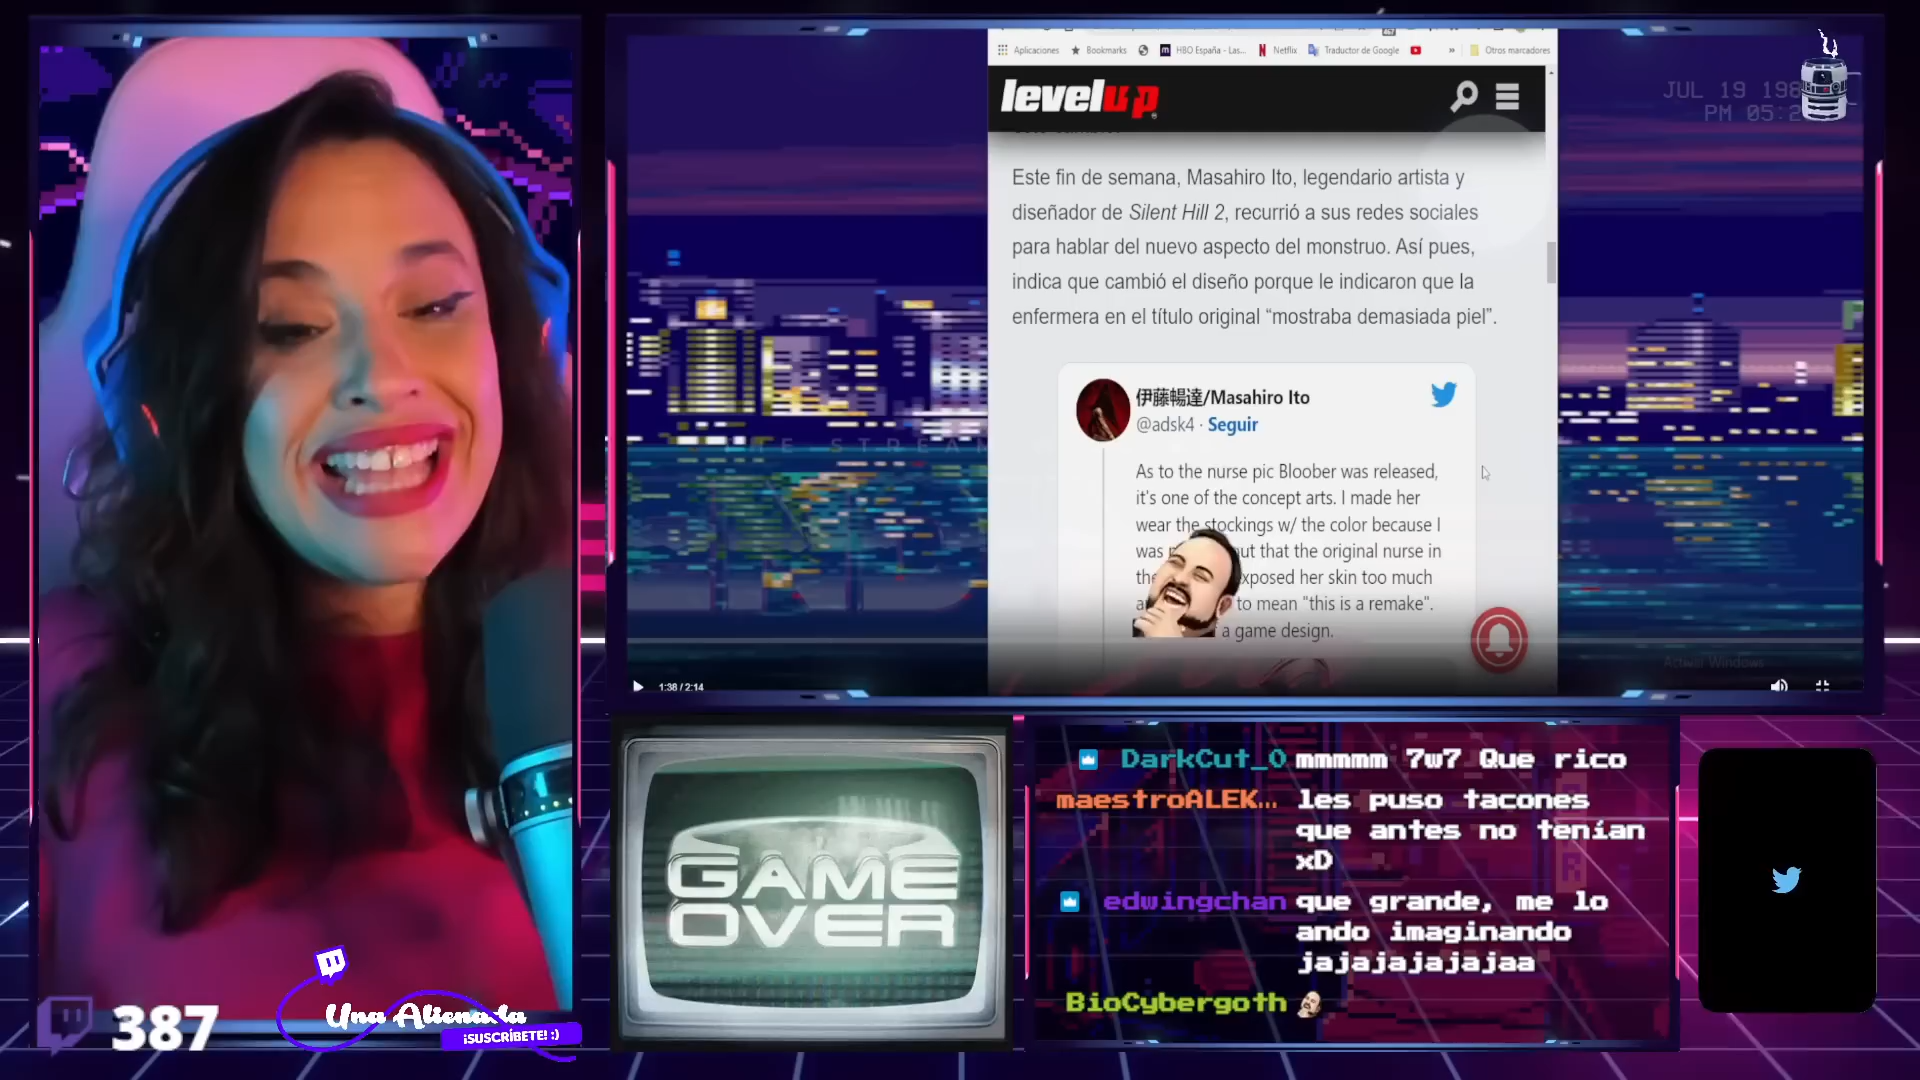 387
Una Alienada
¡SUSCRÍBETE! :)
Aplicaciones
Bookmarks
HBO España - Las...
Netflix
Traductor de Google
»
Otros marcadores
levelup
JUL 19 198
PM 05:2
Este fin de semana, Masahiro Ito, legendario artista y
diseñador de Silent Hill 2, recurrió a sus redes sociales
para hablar del nuevo aspecto del monstruo. Así pues,
indica que cambió el diseño porque le indicaron que la
enfermera en el título original “mostraba demasiada piel”.
伊藤暢達/Masahiro Ito
@adsk4 · Seguir
As to the nurse pic Bloober was released,
it's one of the concept arts. I made her
wear the stockings w/ the color because I
was out that the original nurse in
the xposed her skin too much
to mean "this is a remake".
a game design.
THE STREAM
Activar Windows
1:38 / 2:14
GAME
OVER
DarkCut_0 mmmmm 7w7 Que rico
maestroALEK... les puso tacones
que antes no tenían
xD
edwingchan que grande, me lo
ando imaginando
jajajajajajaa
BioCybergoth